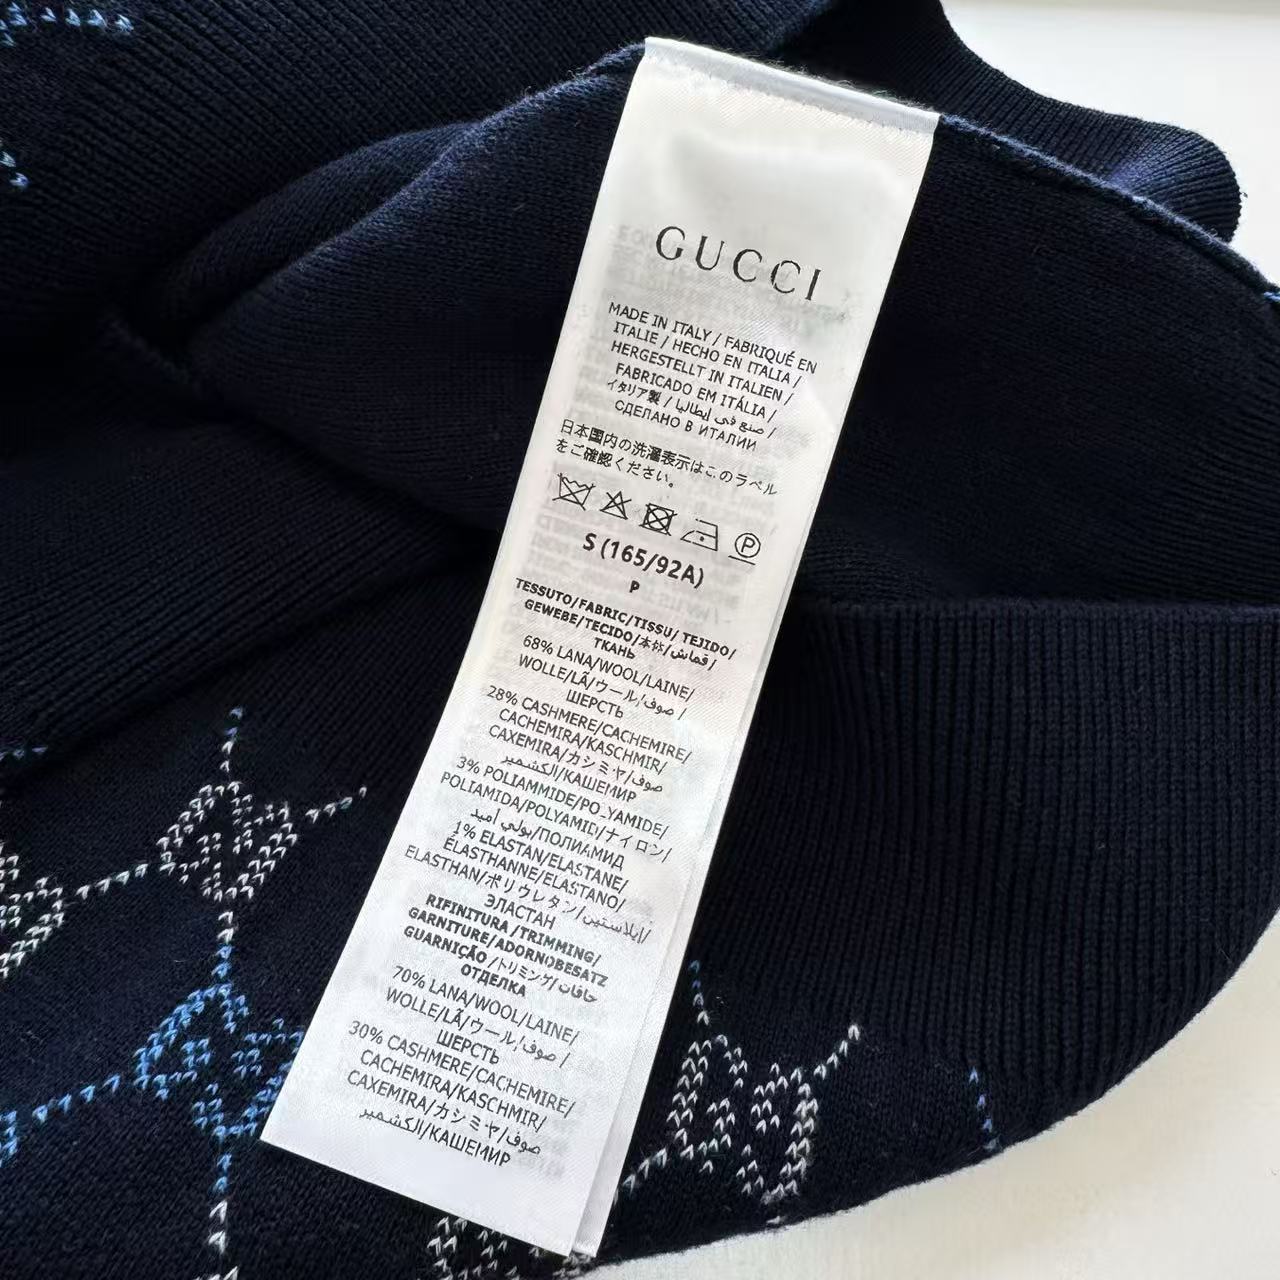 GUCCI
MADE IN ITALY / FABRIQUÉ EN
ITALIE / HECHO EN ITALIA /
HERGESTELLT IN ITALIEN /
FABRICADO EM ITÁLIA /
イタリア製 / صنع في إيطاليا /
СДЕЛАНО В ИТАЛИИ
日本国内の洗濯表示はこのラベル
をご確認ください。
P
S (165/92A)
P
TESSUTO/FABRIC/TISSU/ TEJIDO/
GEWEBE/TECIDO/本体/قماش/
ТКАНЬ
68% LANA/WOOL/LAINE/
WOLLE/LÃ/ウール/صوف /
ШЕРСТЬ
28% CASHMERE/CACHEMIRE/
CACHEMIRA/KASCHMIR/
CAXEMIRA/カシミヤ/صوف
الكشمير/КАШЕМИР
3% POLIAMMIDE/POLYAMIDE/
POLIAMIDA/POLYAMID/ナイロン/
بولي أميد/ПОЛИАМИД
1% ELASTAN/ELASTANE/
ÉLASTHANNE/ELASTANO/
ELASTHAN/ポリウレタン/إيلاستين/
ЭЛАСТАН
RIFINITURA /TRIMMING/
GARNITURE/ADORNO/BESATZ
GUARNIÇÃO /トリミング/حافات/
ОТДЕЛКА
70% LANA/WOOL/LAINE/
WOLLE/LÃ/ウール/صوف /
ШЕРСТЬ
30% CASHMERE/CACHEMIRE/
CACHEMIRA/KASCHMIR/
CAXEMIRA/カシミヤ/صوف
الكشمير/КАШЕМИР